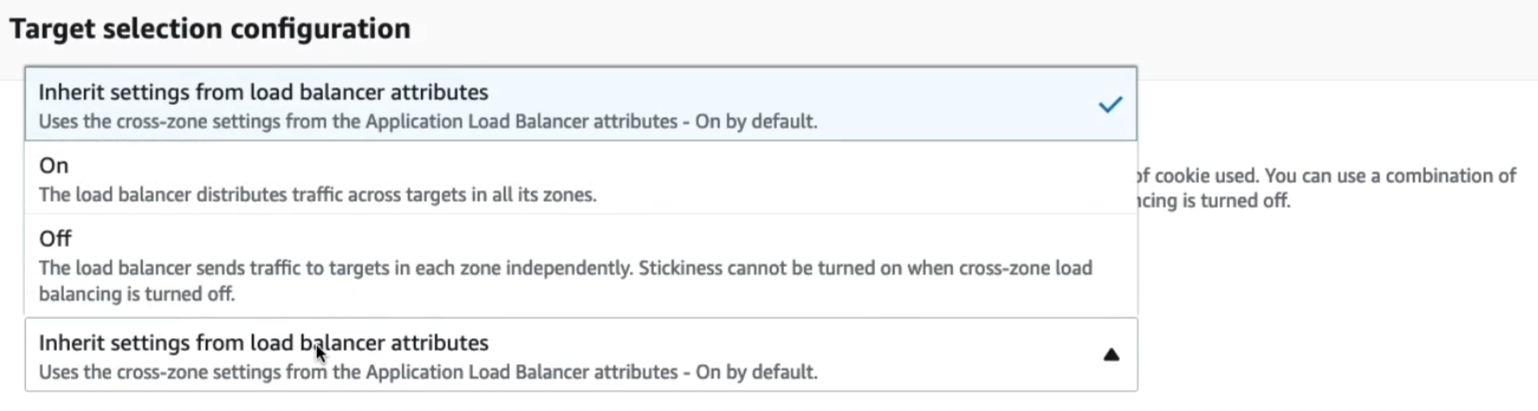 Target selection configuration
Inherit settings from load balancer attributes
Uses the cross-zone settings from the Application Load Balancer attributes - On by default.
On
The load balancer distributes traffic across targets in all its zones.
of cookie used. You can use a combination of
ncing is turned off.
Off
The load balancer sends traffic to targets in each zone independently. Stickiness cannot be turned on when cross-zone load
balancing is turned off.
Inherit settings from load balancer attributes
Uses the cross-zone settings from the Application Load Balancer attributes - On by default.